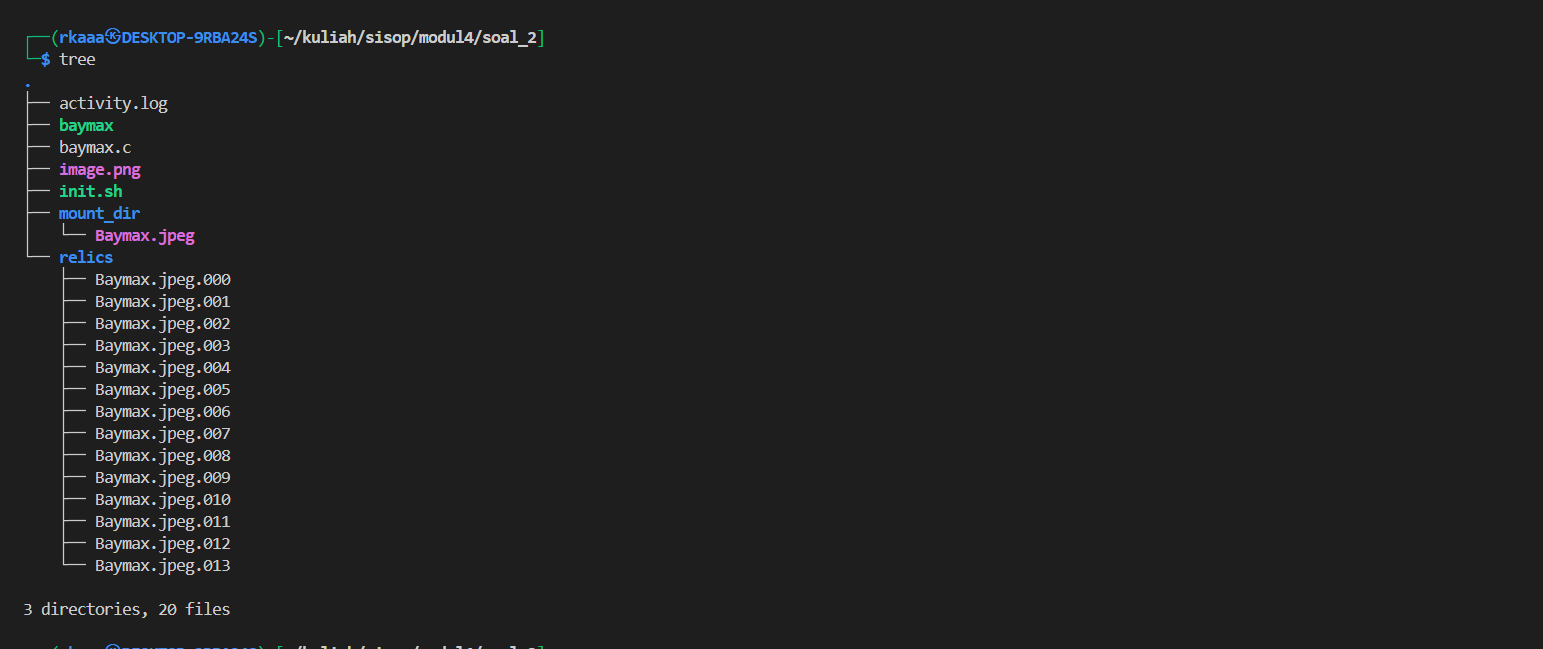 ┌──(rkaaa㉿DESKTOP-9RBA24S)-[~/kuliah/sisop/modul4/soal_2]
└─$ tree
.
├── activity.log
├── baymax
├── baymax.c
├── image.png
├── init.sh
├── mount_dir
│   └── Baymax.jpeg
└── relics
    ├── Baymax.jpeg.000
    ├── Baymax.jpeg.001
    ├── Baymax.jpeg.002
    ├── Baymax.jpeg.003
    ├── Baymax.jpeg.004
    ├── Baymax.jpeg.005
    ├── Baymax.jpeg.006
    ├── Baymax.jpeg.007
    ├── Baymax.jpeg.008
    ├── Baymax.jpeg.009
    ├── Baymax.jpeg.010
    ├── Baymax.jpeg.011
    ├── Baymax.jpeg.012
    └── Baymax.jpeg.013
3 directories, 20 files